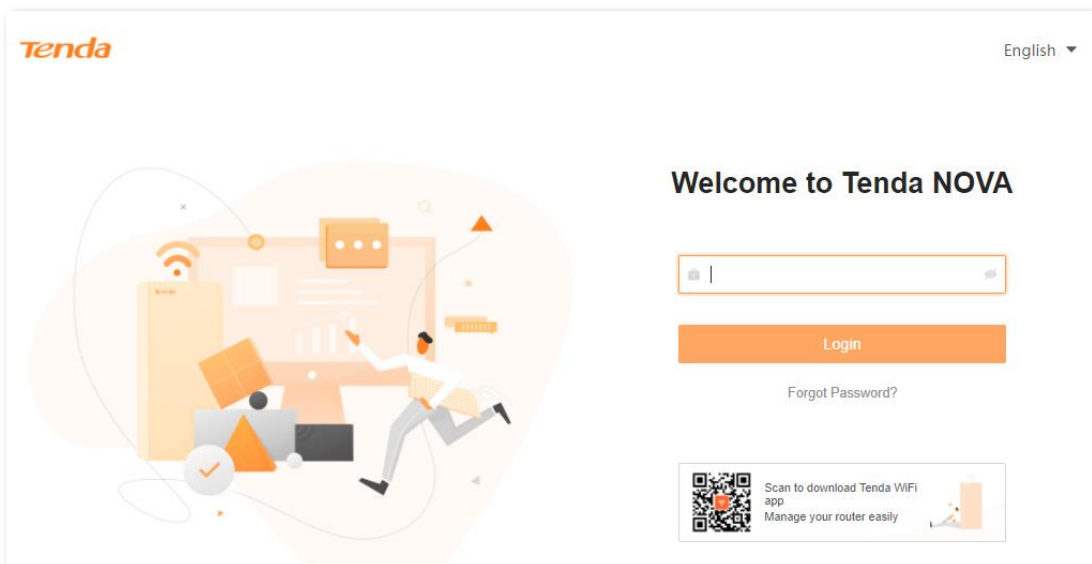 Tenda
English
Welcome to Tenda NOVA
Login
Forgot Password?
Scan to download Tenda WiFi
app
Manage your router easily